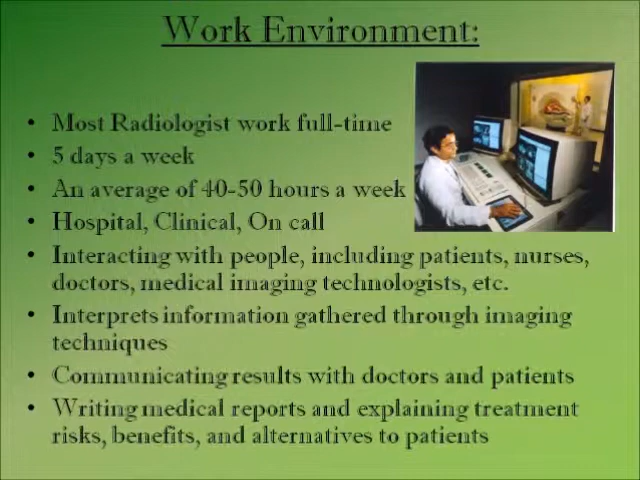 Work Environment:
• Most Radiologist work full-time
• 5 days a week
• An average of 40-50 hours a week
• Hospital, Clinical, On call
• Interacting with people, including patients, nurses,
doctors, medical imaging technologists, etc.
• Interprets information gathered through imaging
techniques
• Communicating results with doctors and patients
• Writing medical reports and explaining treatment
risks, benefits, and alternatives to patients